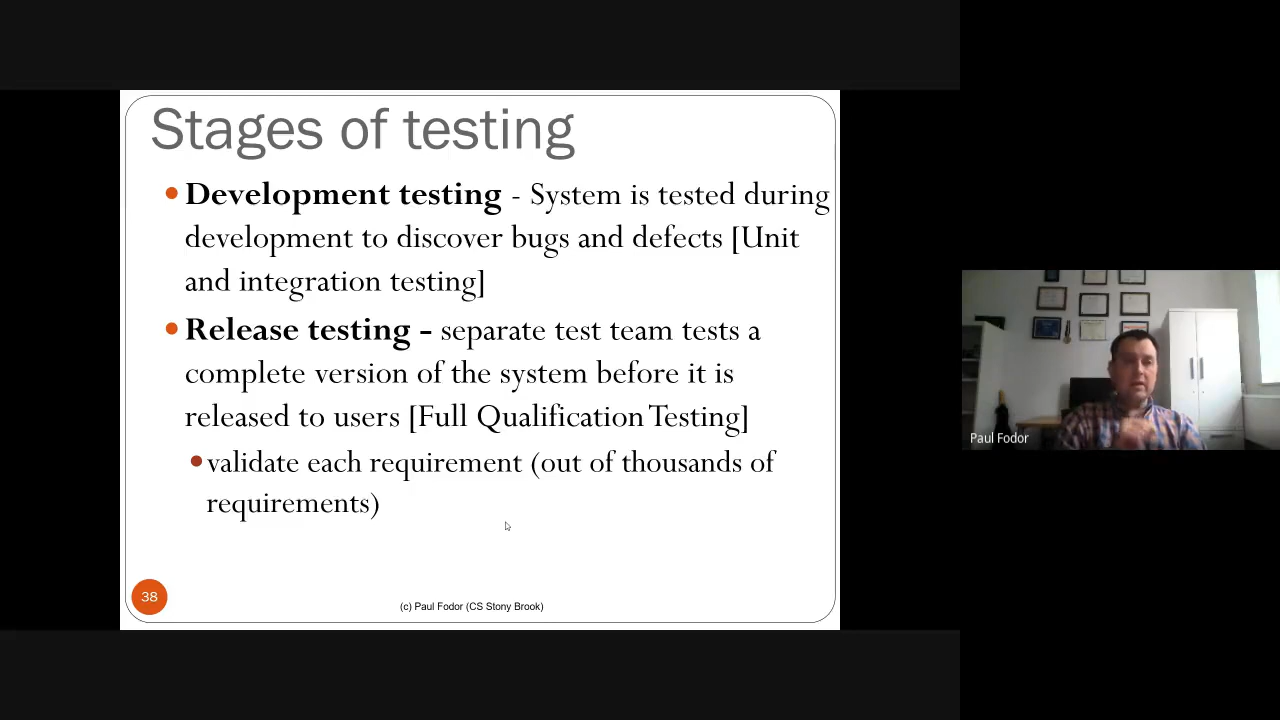 Stages of testing
Development testing - System is tested during
development to discover bugs and defects [Unit
and integration testing]
Release testing - separate test team tests a
complete version of the system before it is
released to users [Full Qualification Testing]
validate each requirement (out of thousands of
requirements)
38
(c) Paul Fodor (CS Stony Brook)
Paul Fodor